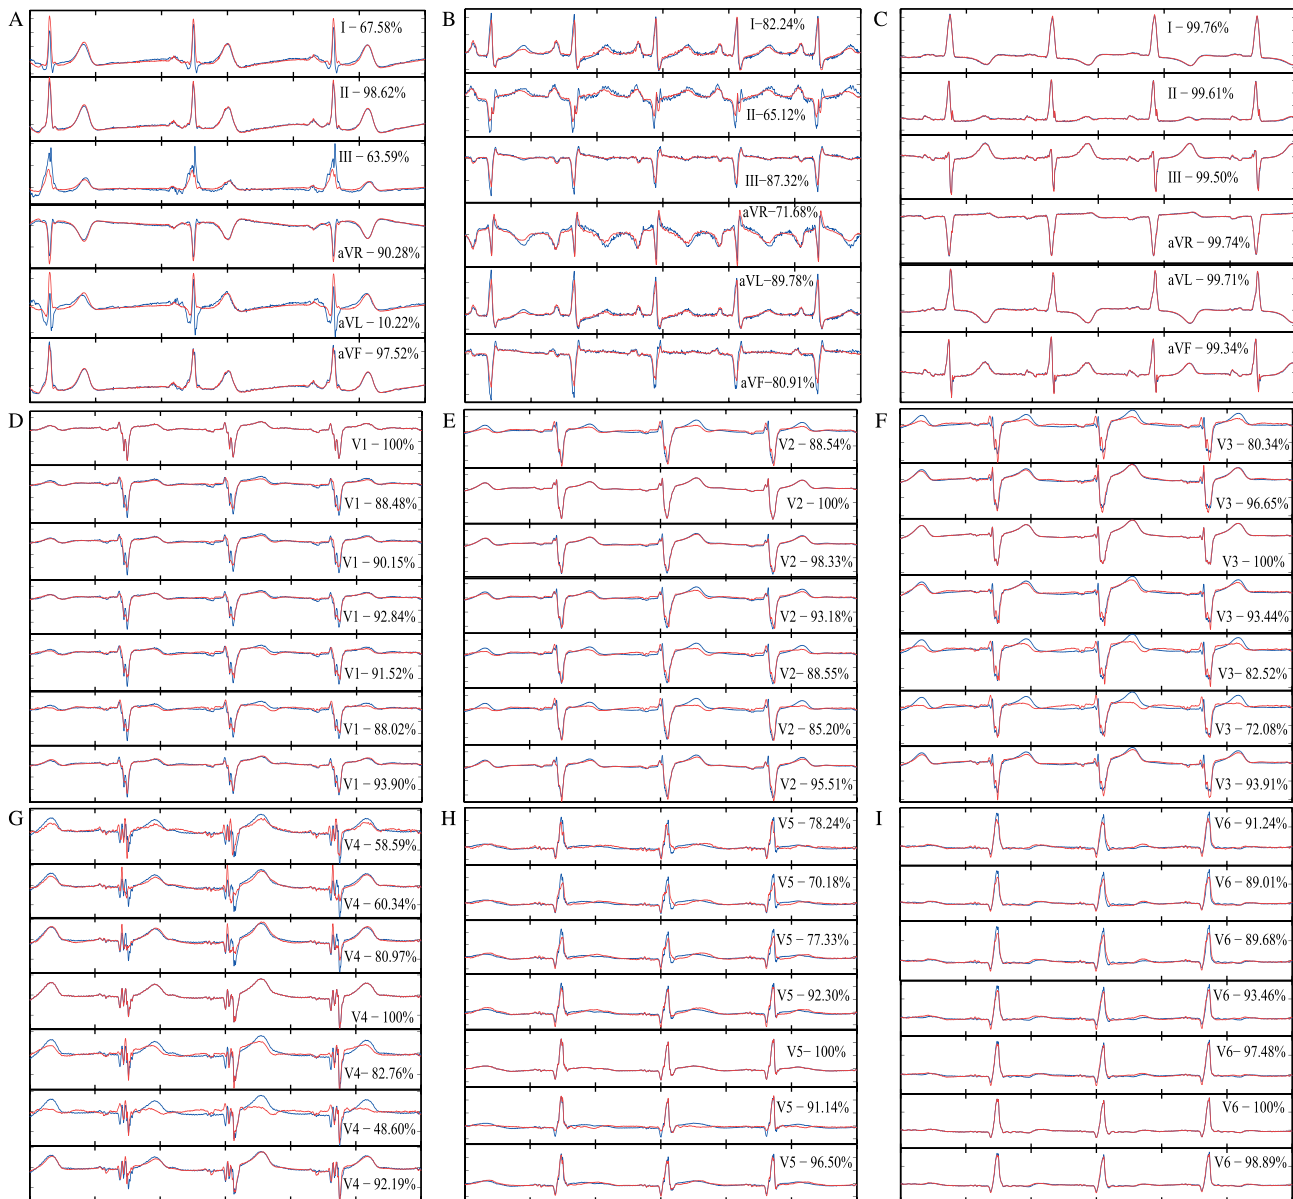 A
I – 67.58%
II – 98.62%
III – 63.59%
aVR – 90.28%
aVL – 10.22%
aVF – 97.52%
B
I–82.24%
II–65.12%
III–87.32%
aVR–71.68%
aVL–89.78%
aVF–80.91%
C
I – 99.76%
II – 99.61%
III – 99.50%
aVR – 99.74%
aVL – 99.71%
aVF – 99.34%
D
V1 – 100%
V1 – 88.48%
V1 – 90.15%
V1 – 92.84%
V1 – 91.52%
V1 – 88.02%
V1 – 93.90%
E
V2 – 88.54%
V2 – 100%
V2 – 98.33%
V2 – 93.18%
V2 – 88.55%
V2 – 85.20%
V2 – 95.51%
F
V3 – 80.34%
V3 – 96.65%
V3 – 100%
V3 – 93.44%
V3 – 82.52%
V3 – 72.08%
V3 – 93.91%
G
V4 – 58.59%
V4 – 60.34%
V4 – 80.97%
V4 – 100%
V4 – 82.76%
V4 – 48.60%
V4 – 92.19%
H
V5 – 78.24%
V5 – 70.18%
V5 – 77.33%
V5 – 92.30%
V5– 100%
V5 – 91.14%
V5 – 96.50%
I
V6 – 91.24%
V6 – 89.01%
V6 – 89.68%
V6 – 93.46%
V6– 97.48%
V6 – 100%
V6 – 98.89%